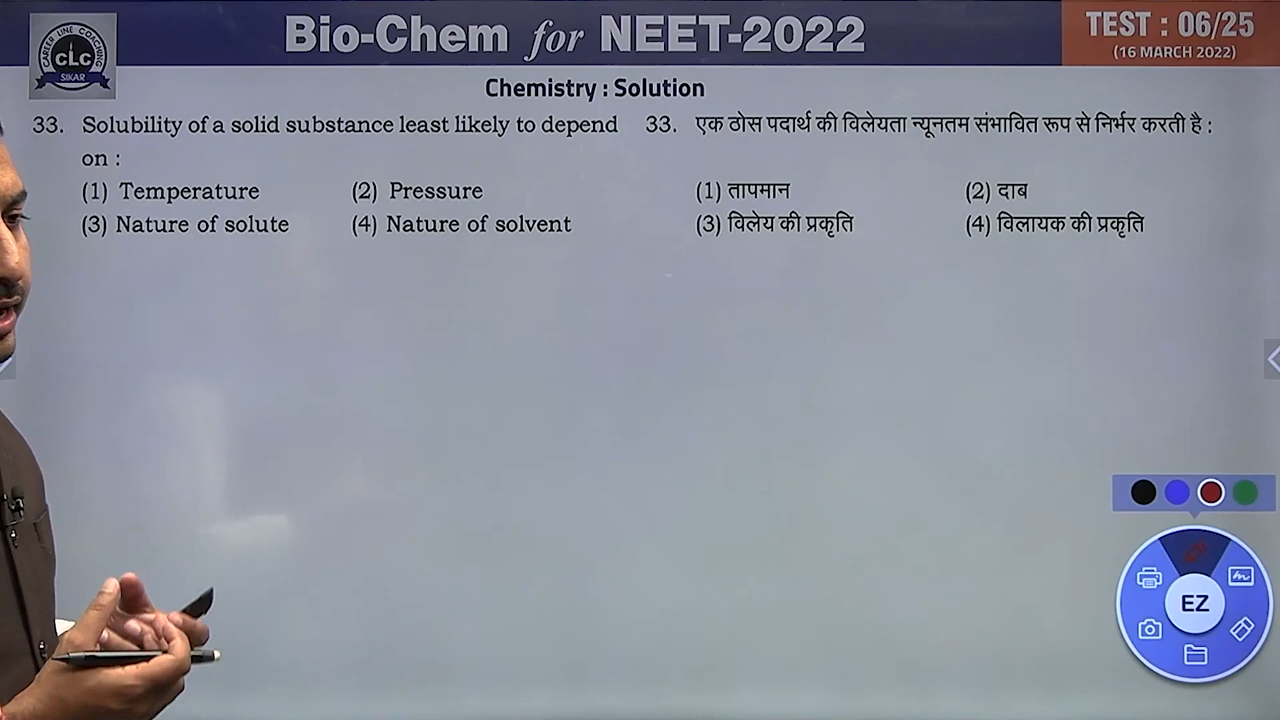 Bio-Chem for NEET-2022
TEST : 06/25
(16 MARCH 2022)
CAREER LINE COACHING
CLC
SIKAR
Chemistry : Solution
33. Solubility of a solid substance least likely to depend
on :
(1) Temperature (2) Pressure
(3) Nature of solute (4) Nature of solvent
33. एक ठोस पदार्थ की विलेयता न्यूनतम संभावित रूप से निर्भर करती है :
(1) तापमान (2) दाब
(3) विलेय की प्रकृति (4) विलायक की प्रकृति
EZ